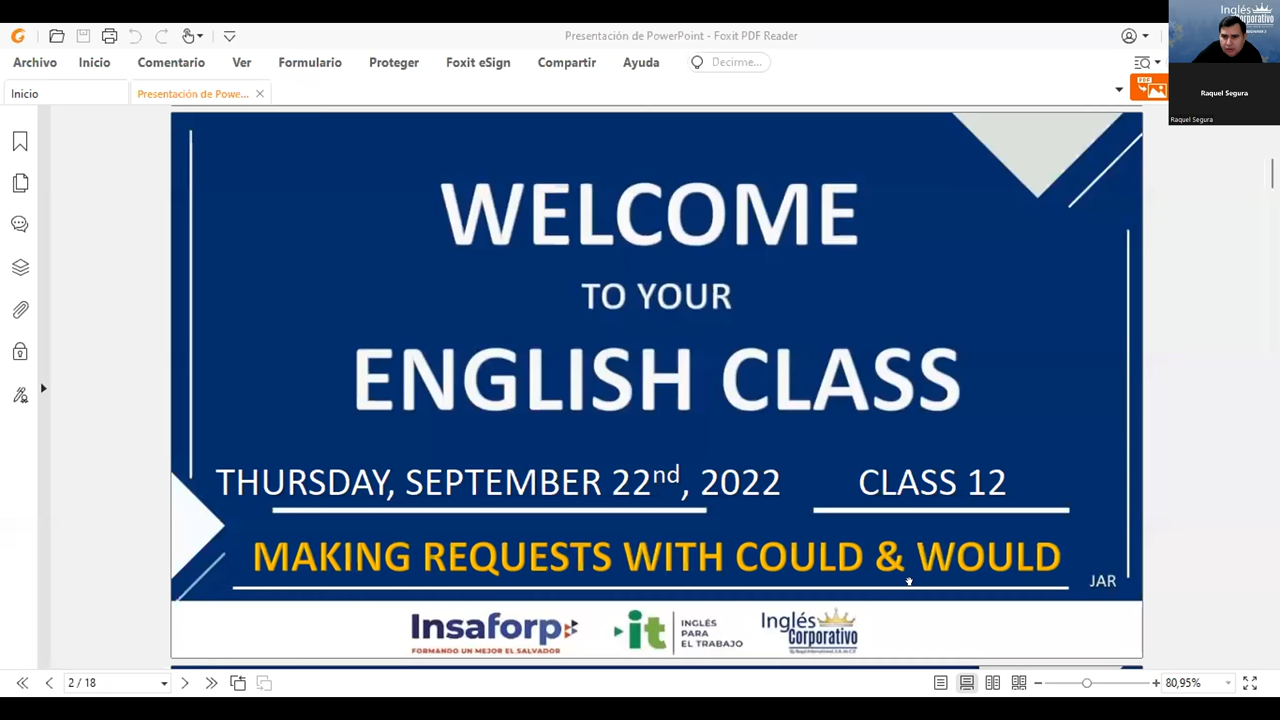 Presentación de PowerPoint - Foxit PDF Reader
Archivo Inicio Comentario Ver Formulario Proteger Foxit eSign Compartir Ayuda Decirme...
Inicio Presentación de Powe...
Inglés
Corporativo
Raquel Segura
Raquel Segura
WELCOME
TO YOUR
ENGLISH CLASS
THURSDAY, SEPTEMBER 22nd, 2022 CLASS 12
MAKING REQUESTS WITH COULD & WOULD
JAR
Insaforp
FORMANDO UN MEJOR EL SALVADOR
it INGLÉS PARA EL TRABAJO
Inglés
Corporativo
2 / 18 80,95%